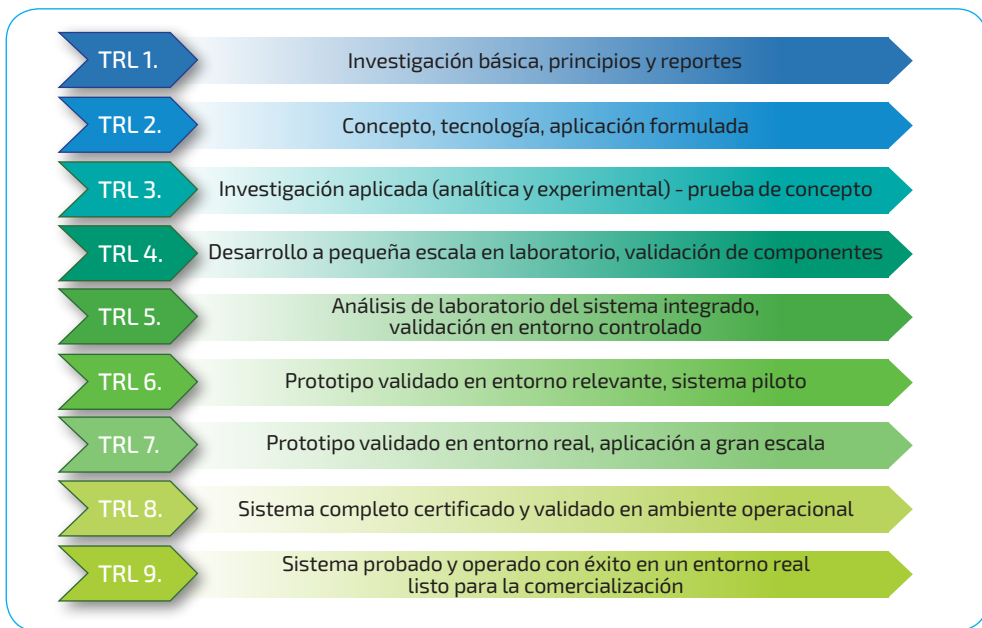 TRL 1.
Investigación básica, principios y reportes
TRL 2.
Concepto, tecnología, aplicación formulada
TRL 3.
Investigación aplicada (analítica y experimental) - prueba de concepto
TRL 4.
Desarrollo a pequeña escala en laboratorio, validación de componentes
TRL 5.
Análisis de laboratorio del sistema integrado,
validación en entorno controlado
TRL 6.
Prototipo validado en entorno relevante, sistema piloto
TRL 7.
Prototipo validado en entorno real, aplicación a gran escala
TRL 8.
Sistema completo certificado y validado en ambiente operacional
TRL 9.
Sistema probado y operado con éxito en un entorno real
listo para la comercialización